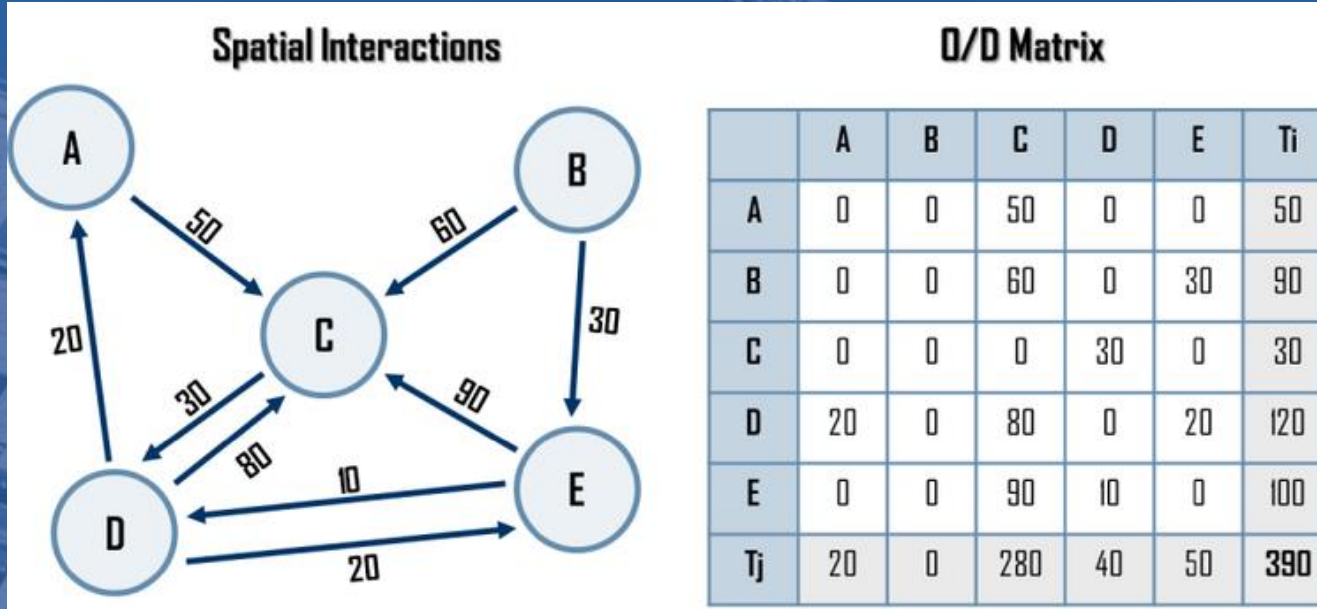 Spatial Interactions
A
B
50
60
C
20
30
30
90
80
10
D
E
20
O/D Matrix
A B C D E Ti
A 0 0 50 0 0 50
B 0 0 60 0 30 90
C 0 0 0 30 0 30
D 20 0 80 0 20 120
E 0 0 90 10 0 100
Tj 20 0 280 40 50 390